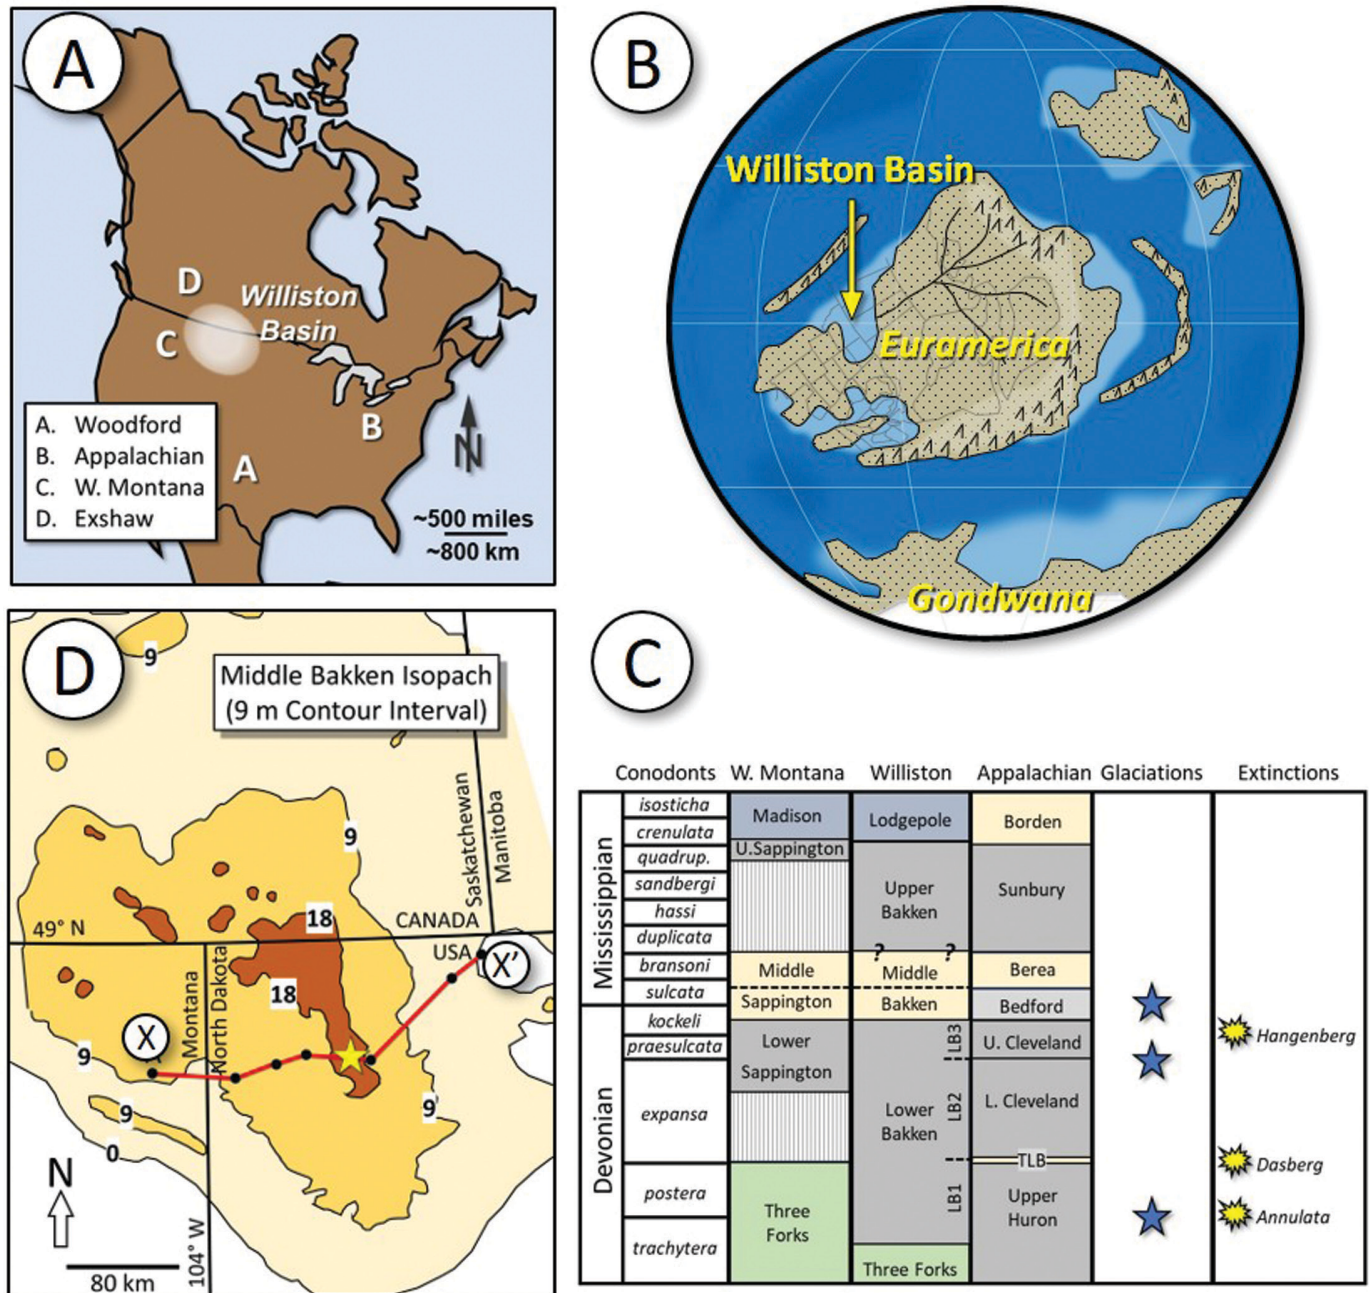 A
D
Williston
Basin
C
B
A
N
A. Woodford
B. Appalachian
C. W. Montana
D. Exshaw
~500 miles
~800 km
B
Williston Basin
Euramerica
Gondwana
D
9
Middle Bakken Isopach
(9 m Contour Interval)
Saskatchewan
Manitoba
9
18
CANADA
49° N
USA
X'
18
Montana
North Dakota
X
9
9
9
0
N
104° W
80 km
C
Conodonts W. Montana Williston Appalachian Glaciations Extinctions
Mississippian
Devonian
isosticha
crenulata
quadrup.
sandbergi
hassi
duplicata
bransoni
sulcata
kockeli
praesulcata
expansa
postera
trachytera
Madison
U.Sappington
Middle
Sappington
Lower
Sappington
Three
Forks
Lodgepole
Upper
Bakken
? ?
Middle
Bakken
Lower
Bakken
LB3
LB2
LB1
Three Forks
Borden
Sunbury
Berea
Bedford
U. Cleveland
L. Cleveland
TLB
Upper
Huron
Hangenberg
Dasberg
Annulata